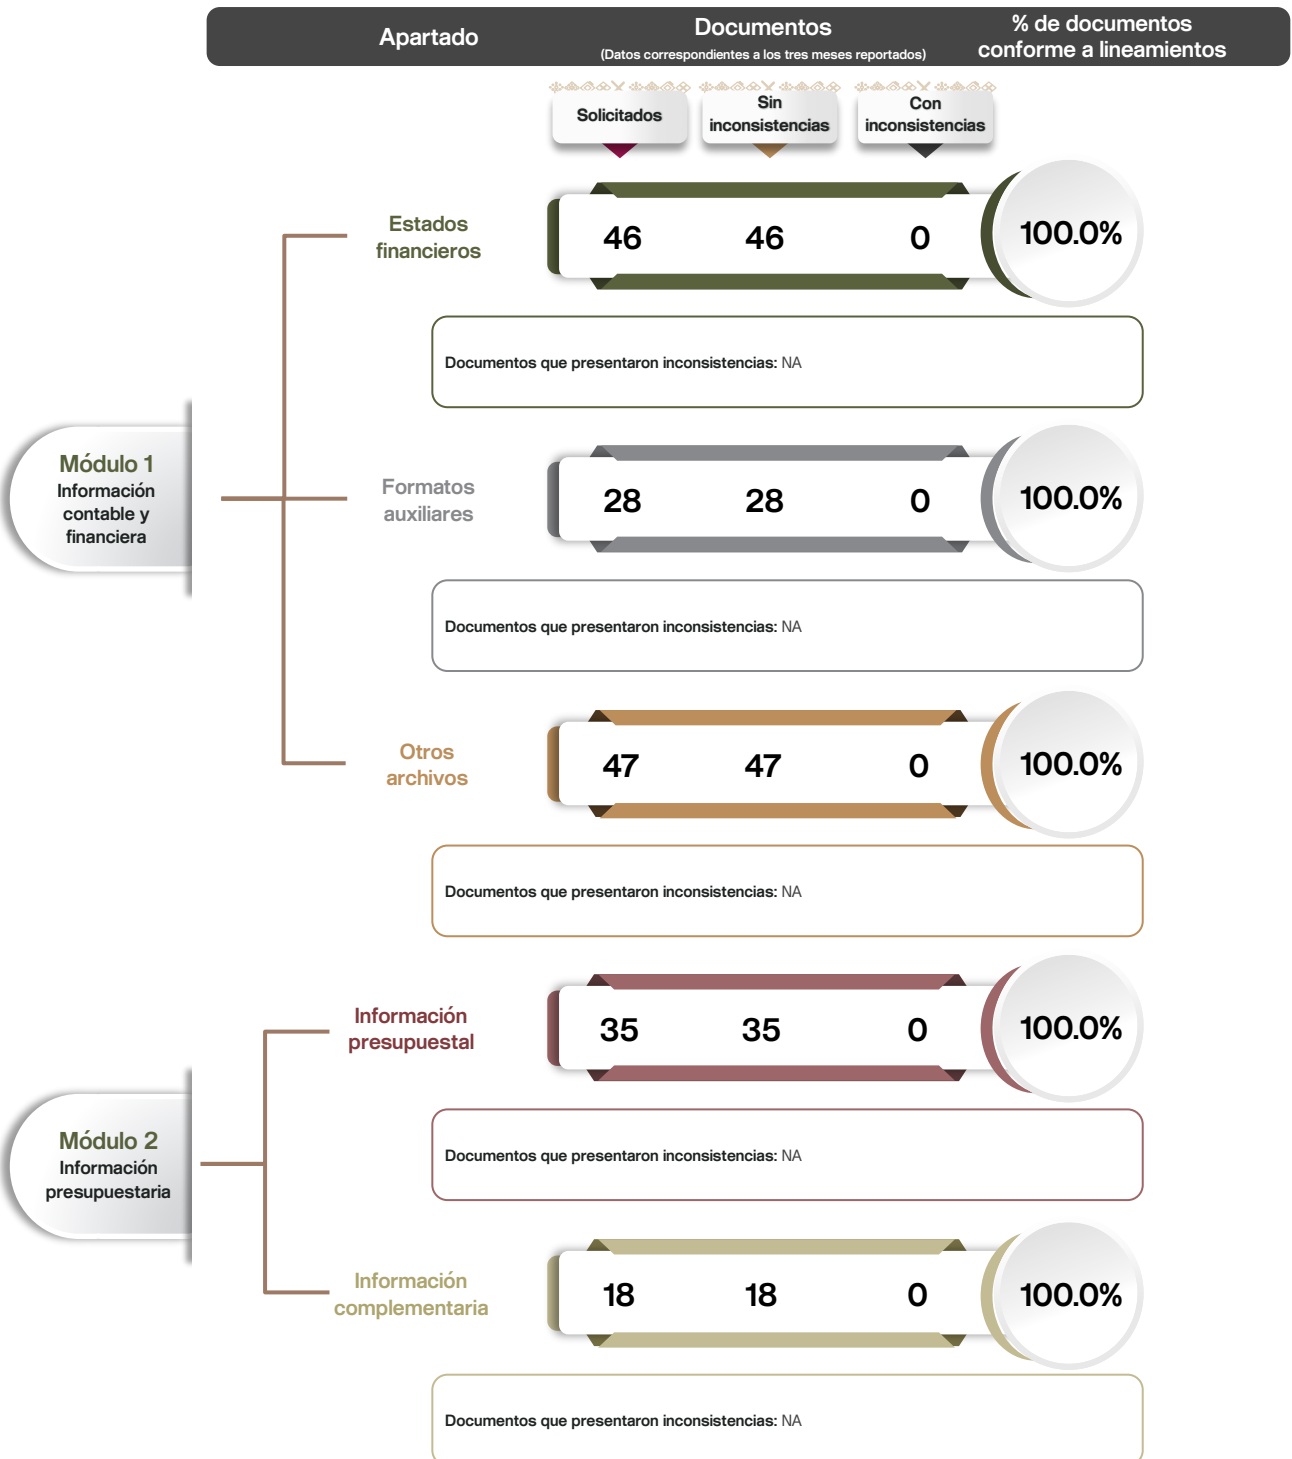 Apartado
Documentos
(Datos correspondientes a los tres meses reportados)
% de documentos
conforme a lineamientos
Solicitados
Sin
inconsistencias
Con
inconsistencias
Módulo 1
Información
contable y
financiera
Estados
financieros
46 46 0 100.0%
Documentos que presentaron inconsistencias: NA
Formatos
auxiliares
28 28 0 100.0%
Documentos que presentaron inconsistencias: NA
Otros
archivos
47 47 0 100.0%
Documentos que presentaron inconsistencias: NA
Módulo 2
Información
presupuestaria
Información
presupuestal
35 35 0 100.0%
Documentos que presentaron inconsistencias: NA
Información
complementaria
18 18 0 100.0%
Documentos que presentaron inconsistencias: NA